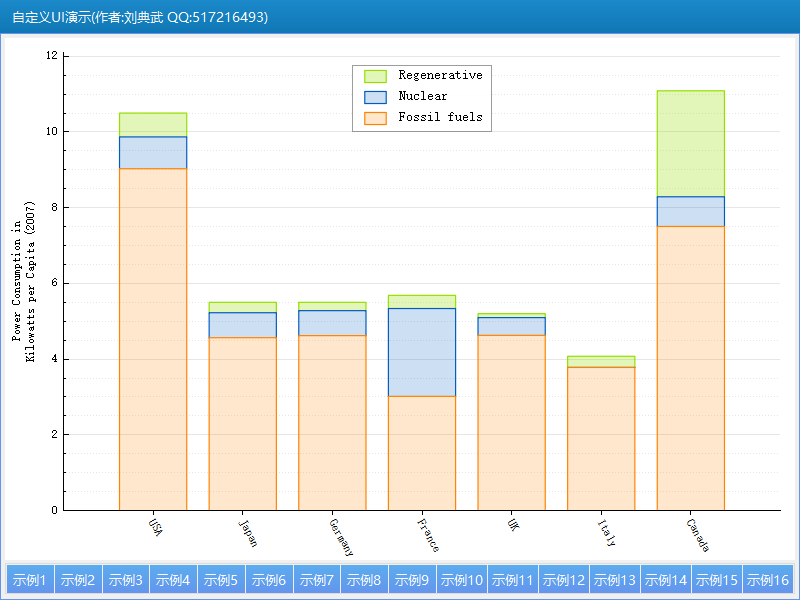 自定义UI演示(作者:刘典武 QQ:517216493)
12
10
8
6
4
2
0
Power Consumption in
Kilowatts per Capita (2007)
Regenerative
Nuclear
Fossil fuels
USA
Japan
Germany
France
UK
Italy
Canada
示例1 示例2 示例3 示例4 示例5 示例6 示例7 示例8 示例9 示例10 示例11 示例12 示例13 示例14 示例15 示例16